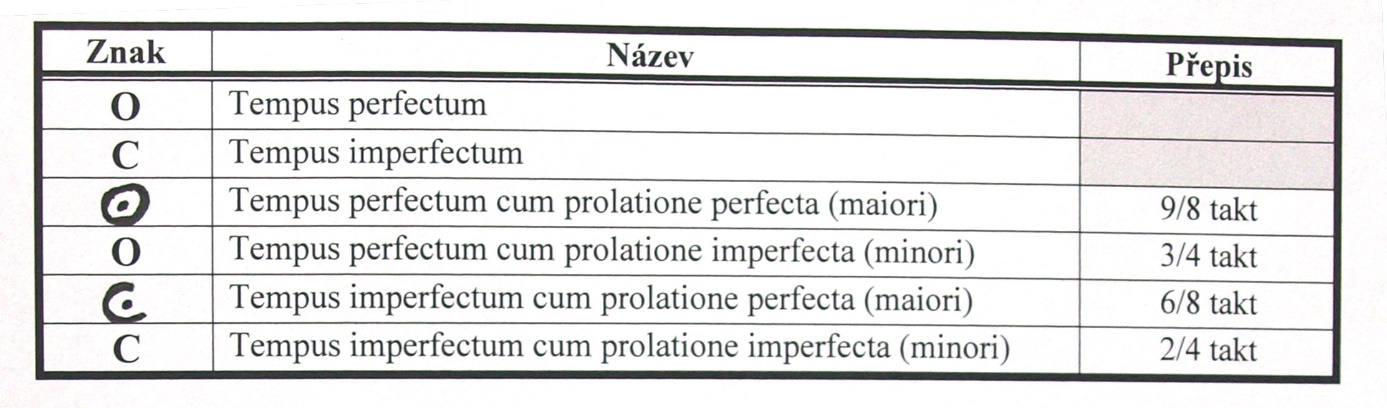 Znak Název Přepis
O Tempus perfectum
C Tempus imperfectum
⊙ Tempus perfectum cum prolatione perfecta (maiori) 9/8 takt
O Tempus perfectum cum prolatione imperfecta (minori) 3/4 takt
C Tempus imperfectum cum prolatione perfecta (maiori) 6/8 takt
C Tempus imperfectum cum prolatione imperfecta (minori) 2/4 takt